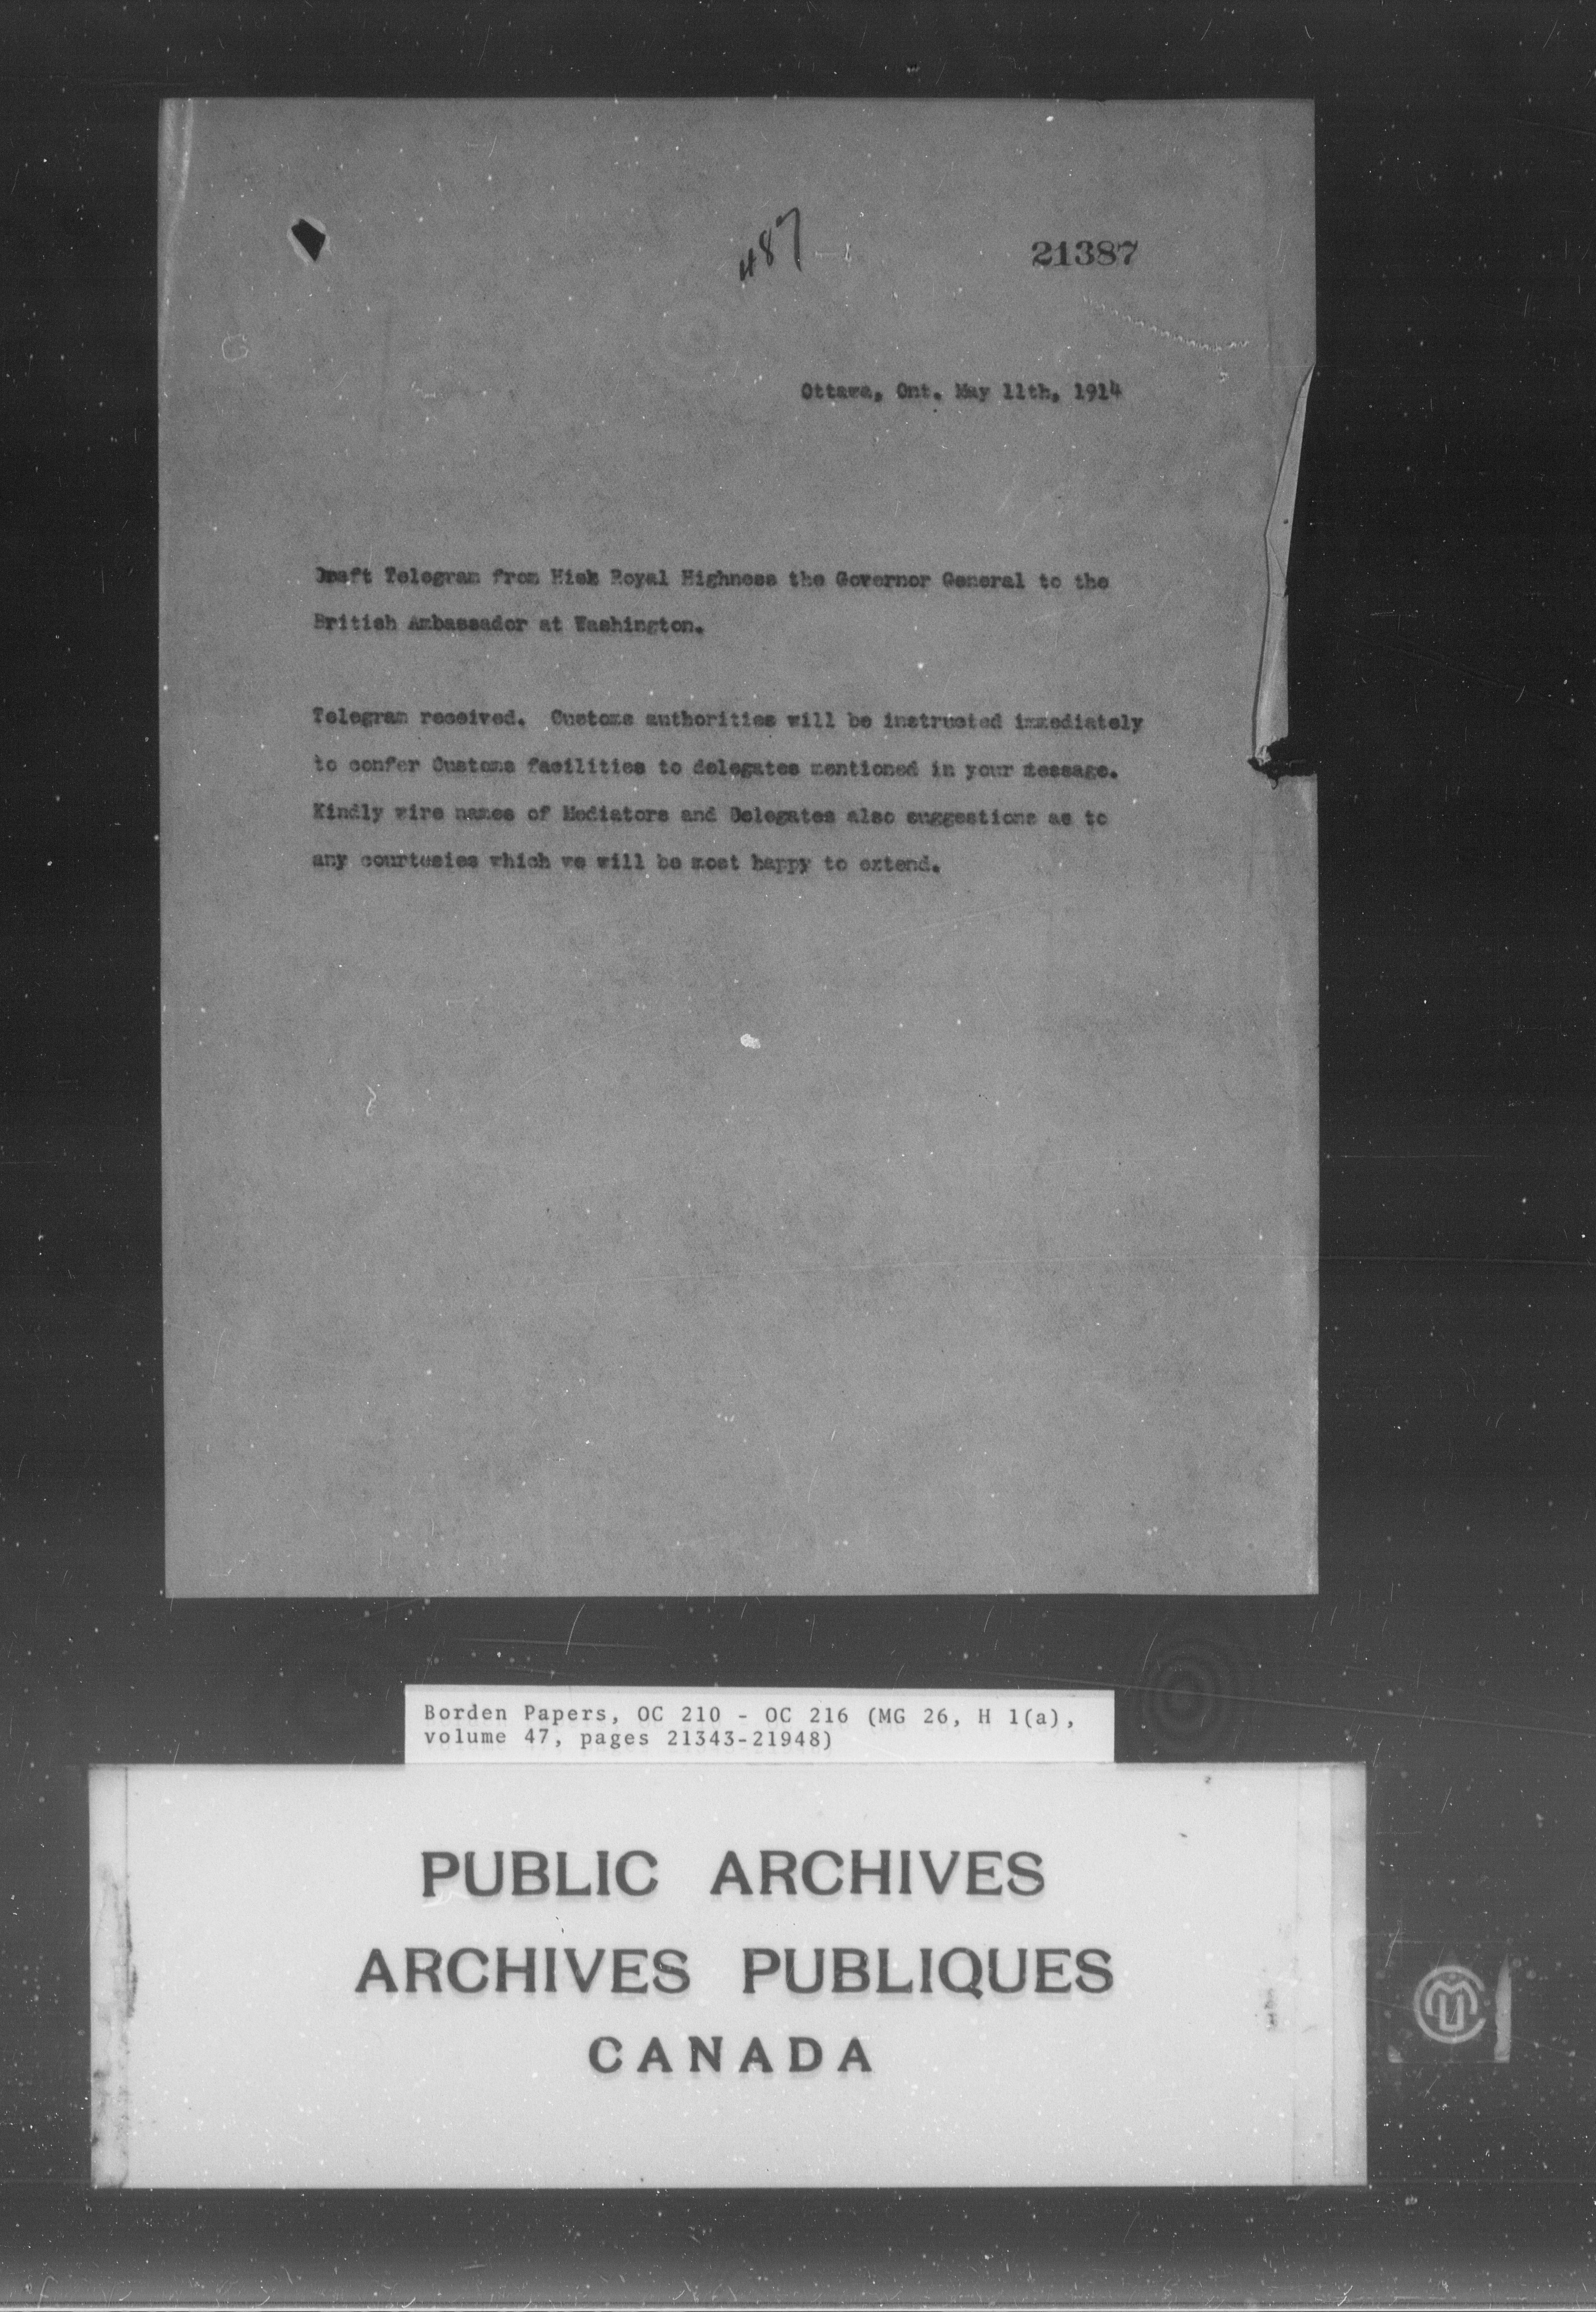 487
21387
Ottawa, Ont. May 11th, 1914
Draft Telegram from His Royal Highness the Governor General to the
British Ambassador at Washington.
Telegram received. Customs authorities will be instructed immediately
to confer Customs facilities to delegates mentioned in your message.
Kindly wire names of Mediators and Delegates also suggestions as to
any courtesies which we will be most happy to extend.
Borden Papers, OC 210 - OC 216 (MG 26, H 1(a),
volume 47, pages 21343-21948)
PUBLIC ARCHIVES
ARCHIVES PUBLIQUES
CANADA